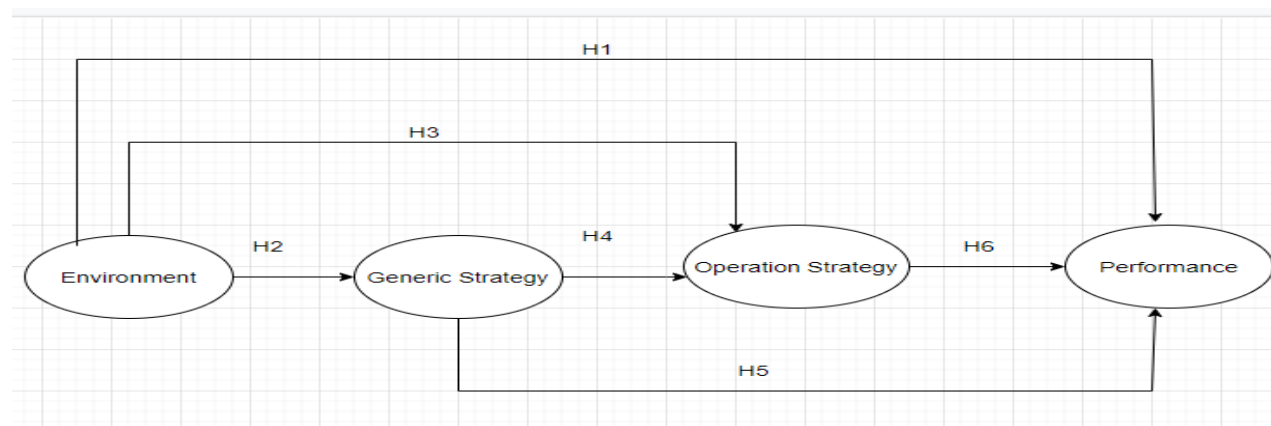 H1
H3
H2
H4
H6
Environment
Generic Strategy
Operation Strategy
Performance
H5